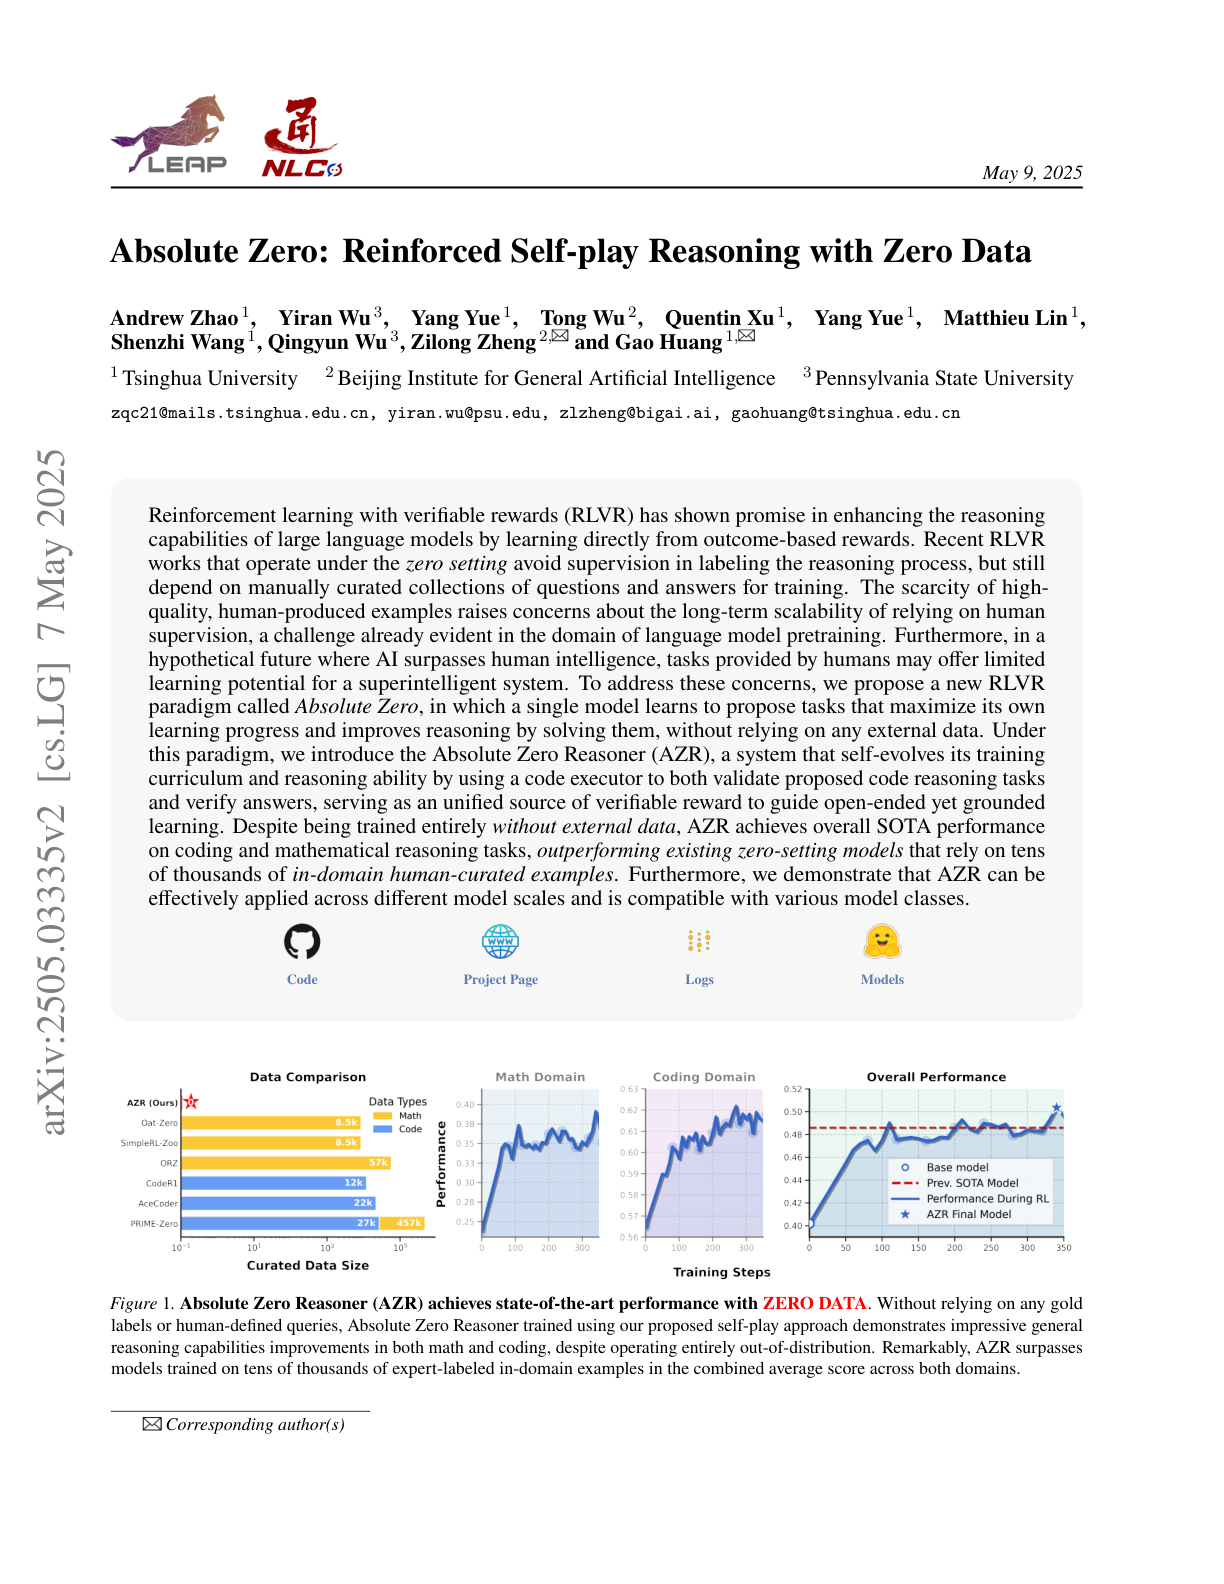 LEAP
NLCo
May 9, 2025
Absolute Zero: Reinforced Self-play Reasoning with Zero Data
Andrew Zhao 1, Yiran Wu 3, Yang Yue 1, Tong Wu 2, Quentin Xu 1, Yang Yue 1, Matthieu Lin 1,
Shenzhi Wang 1, Qingyun Wu 3, Zilong Zheng 2,✉ and Gao Huang 1,✉
1 Tsinghua University 2 Beijing Institute for General Artificial Intelligence 3 Pennsylvania State University
zqc21@mails.tsinghua.edu.cn, yiran.wu@psu.edu, zlzheng@bigai.ai, gaohuang@tsinghua.edu.cn
arXiv:2505.03335v2 [cs.LG] 7 May 2025
Reinforcement learning with verifiable rewards (RLVR) has shown promise in enhancing the reasoning
capabilities of large language models by learning directly from outcome-based rewards. Recent RLVR
works that operate under the zero setting avoid supervision in labeling the reasoning process, but still
depend on manually curated collections of questions and answers for training. The scarcity of high-
quality, human-produced examples raises concerns about the long-term scalability of relying on human
supervision, a challenge already evident in the domain of language model pretraining. Furthermore, in a
hypothetical future where AI surpasses human intelligence, tasks provided by humans may offer limited
learning potential for a superintelligent system. To address these concerns, we propose a new RLVR
paradigm called Absolute Zero, in which a single model learns to propose tasks that maximize its own
learning progress and improves reasoning by solving them, without relying on any external data. Under
this paradigm, we introduce the Absolute Zero Reasoner (AZR), a system that self-evolves its training
curriculum and reasoning ability by using a code executor to both validate proposed code reasoning tasks
and verify answers, serving as an unified source of verifiable reward to guide open-ended yet grounded
learning. Despite being trained entirely without external data, AZR achieves overall SOTA performance
on coding and mathematical reasoning tasks, outperforming existing zero-setting models that rely on tens
of thousands of in-domain human-curated examples. Furthermore, we demonstrate that AZR can be
effectively applied across different model scales and is compatible with various model classes.
WWW
Code Project Page Logs Models
Data Comparison
AZR (Ours)
0
Oat-Zero
8.5k
SimpleRL-Zoo
8.5k
ORZ
57k
CodeR1
12k
AceCoder
22k
PRIME-Zero
27k 457k
Data Types
Math
Code
10⁻¹ 10¹ 10³ 10⁵
Curated Data Size
Math Domain
Performance
0.40
0.38
0.35
0.33
0.30
0.28
0.25
0 100 200 300
Coding Domain
0.63
0.62
0.61
0.60
0.59
0.58
0.57
0.56
0 100 200 300
Training Steps
Overall Performance
0.52
0.50
0.48
0.46
0.44
0.42
0.40
Base model
Prev. SOTA Model
Performance During RL
AZR Final Model
0 50 100 150 200 250 300 350
Figure 1. Absolute Zero Reasoner (AZR) achieves state-of-the-art performance with ZERO DATA. Without relying on any gold
labels or human-defined queries, Absolute Zero Reasoner trained using our proposed self-play approach demonstrates impressive general
reasoning capabilities improvements in both math and coding, despite operating entirely out-of-distribution. Remarkably, AZR surpasses
models trained on tens of thousands of expert-labeled in-domain examples in the combined average score across both domains.
✉ Corresponding author(s)